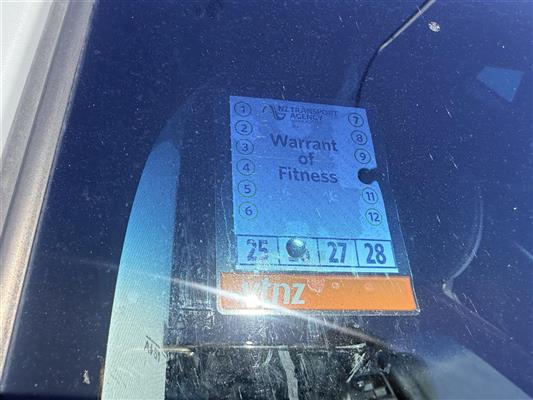 NZ TRANSPORT
AGENCY
1
2
3
4
5
6
Warrant
of
Fitness
7
8
9
11
12
25 27 28
vtnz